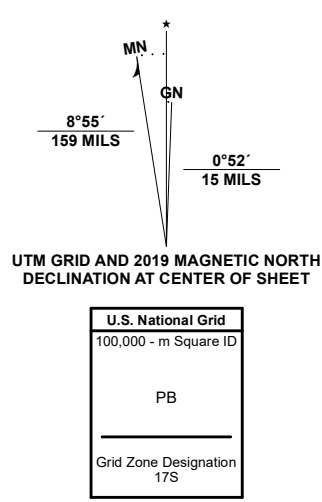 ★
MN
GN
8°55´
159 MILS
0°52´
15 MILS
UTM GRID AND 2019 MAGNETIC NORTH
DECLINATION AT CENTER OF SHEET
U.S. National Grid
100,000 - m Square ID
PB
Grid Zone Designation
17S